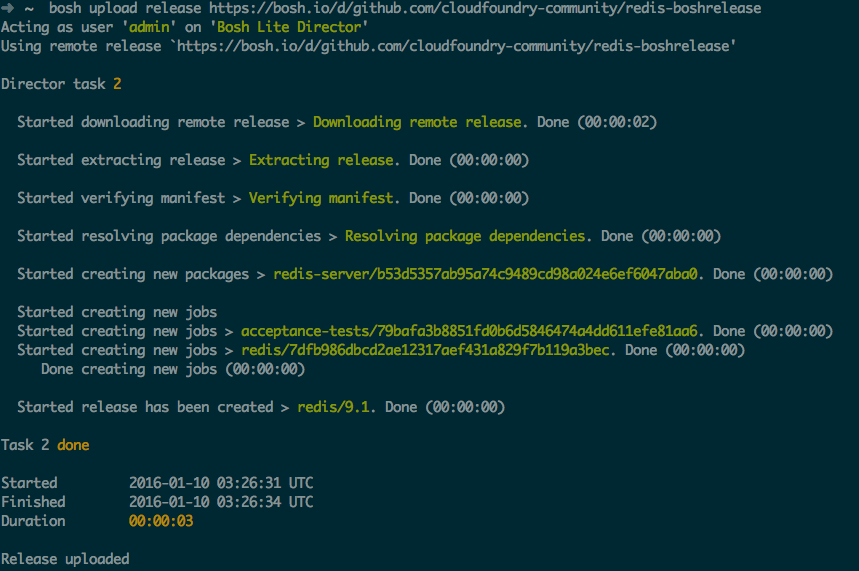 ➜ ~ bosh upload release https://bosh.io/d/github.com/cloudfoundry-community/redis-boshrelease
Acting as user 'admin' on 'Bosh Lite Director'
Using remote release `https://bosh.io/d/github.com/cloudfoundry-community/redis-boshrelease'
Director task 2
Started downloading remote release > Downloading remote release. Done (00:00:02)
Started extracting release > Extracting release. Done (00:00:00)
Started verifying manifest > Verifying manifest. Done (00:00:00)
Started resolving package dependencies > Resolving package dependencies. Done (00:00:00)
Started creating new packages > redis-server/b53d5357ab95a74c9489cd98a024e6ef6047aba0. Done (00:00:00)
Started creating new jobs
Started creating new jobs > acceptance-tests/79bafa3b8851fd0b6d5846474a4dd611efe81aa6. Done (00:00:00)
Started creating new jobs > redis/7dfb986dbcd2ae12317aef431a829f7b119a3bec. Done (00:00:00)
Done creating new jobs (00:00:00)
Started release has been created > redis/9.1. Done (00:00:00)
Task 2 done
Started 2016-01-10 03:26:31 UTC
Finished 2016-01-10 03:26:34 UTC
Duration 00:00:03
Release uploaded